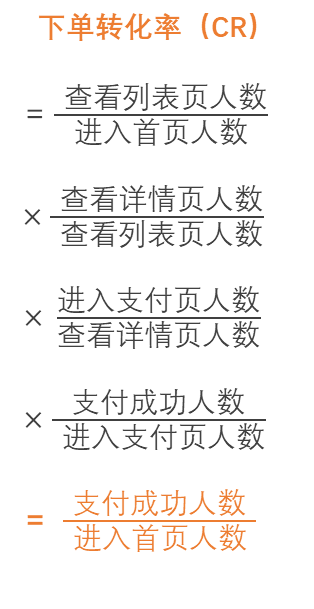 下单转化率（CR）
= 查看列表页人数
进入首页人数
× 查看详情页人数
查看列表页人数
× 进入支付页人数
查看详情页人数
× 支付成功人数
进入支付页人数
= 支付成功人数
进入首页人数